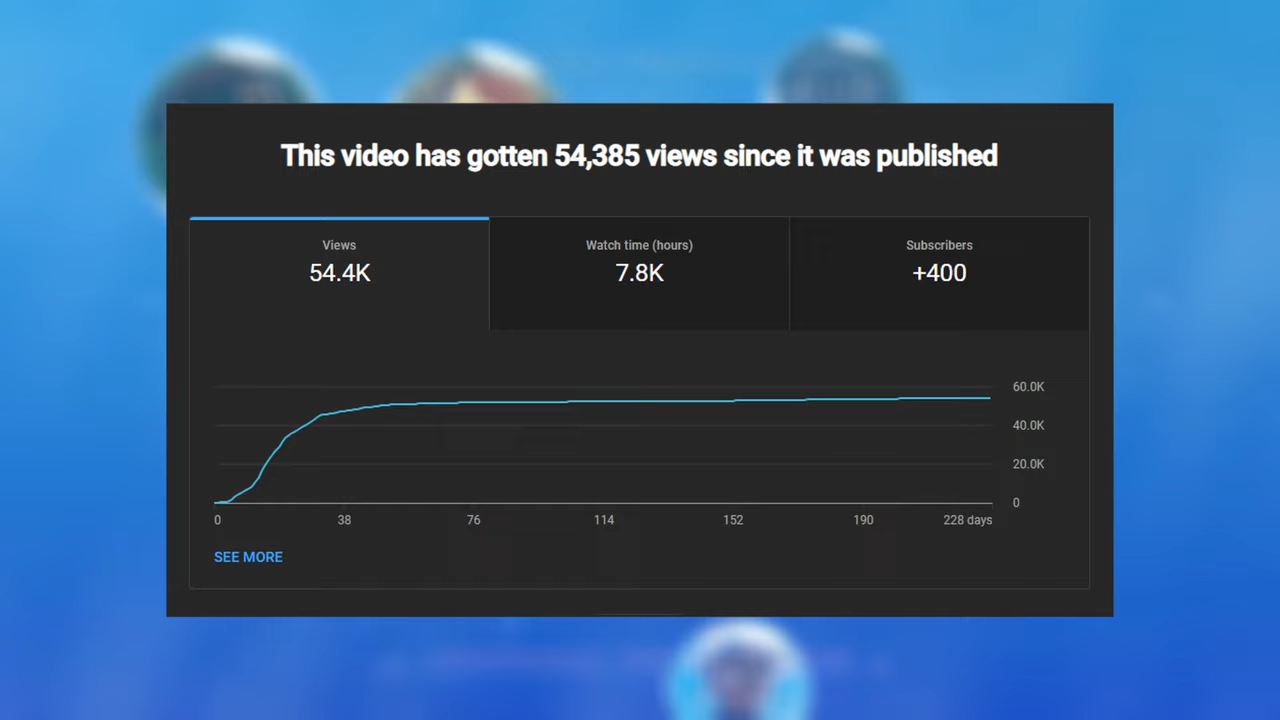 This video has gotten 54,385 views since it was published
Views
54.4K
Watch time (hours)
7.8K
Subscribers
+400
60.0K
40.0K
20.0K
0
0 38 76 114 152 190 228 days
SEE MORE